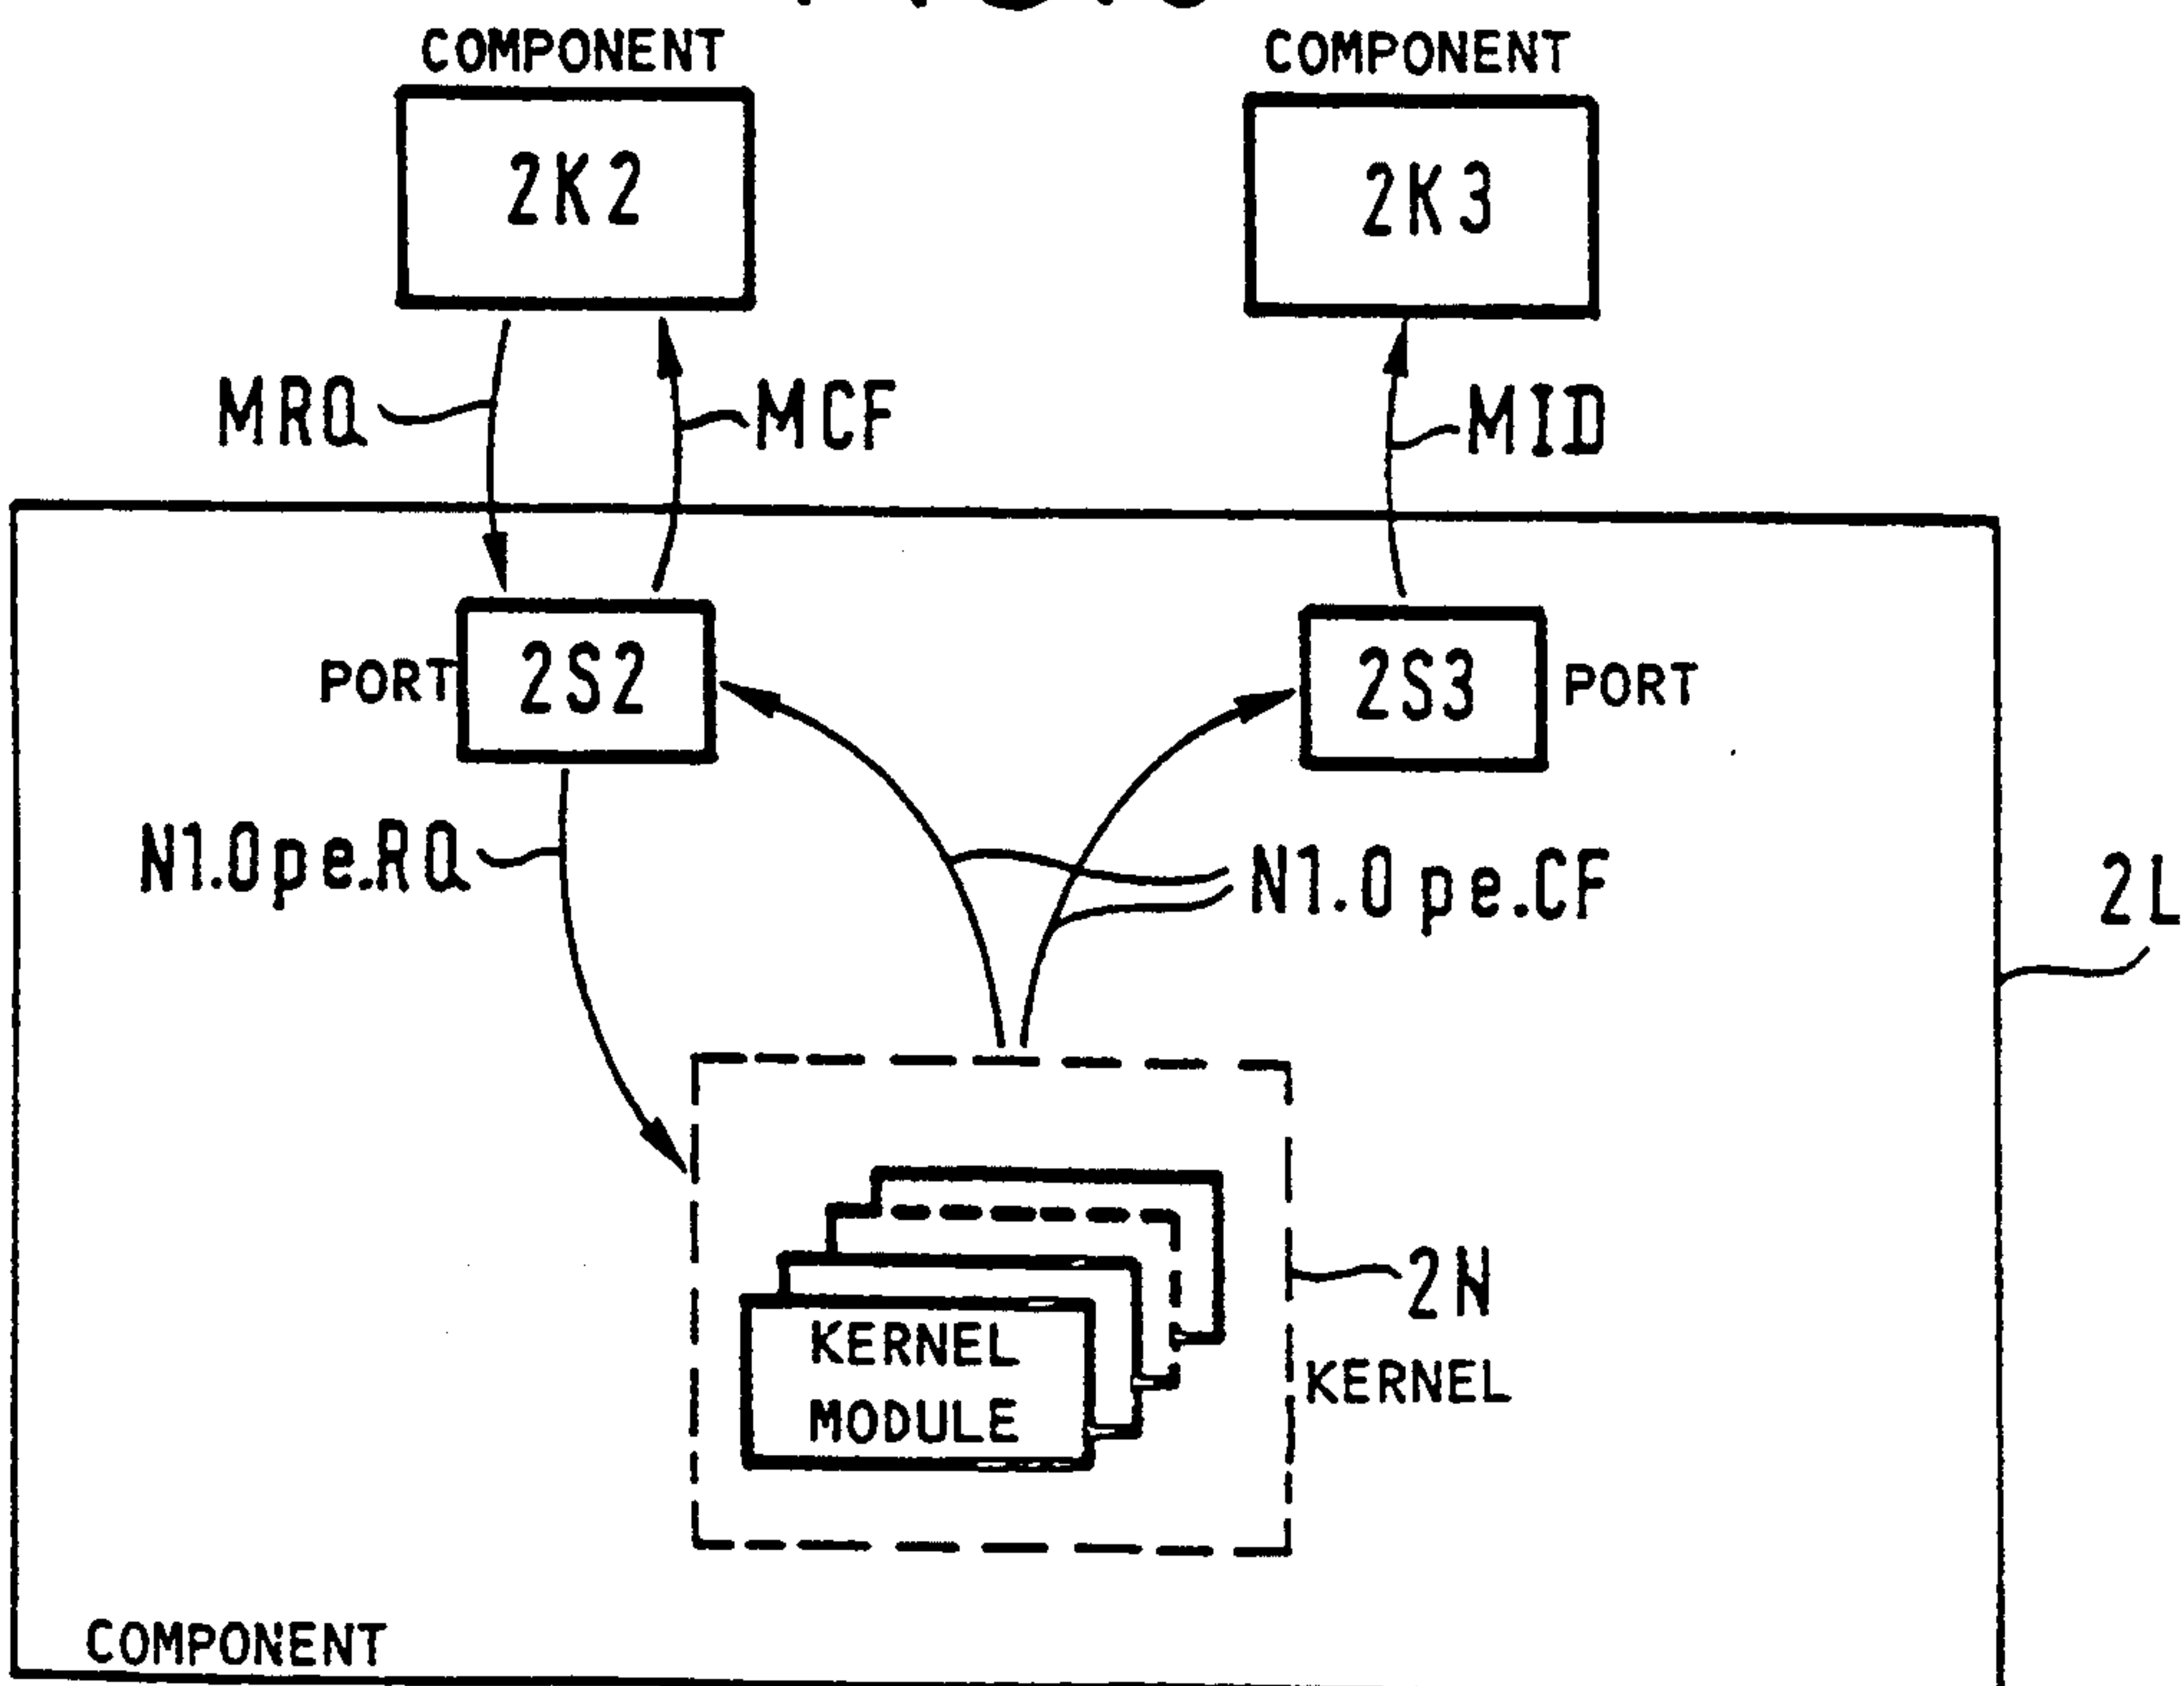 COMPONENT COMPONENT
2K2 2K3
MRQ MCF MID
PORT 2S2 2S3 PORT
N1.Ope.RQ N1.Ope.CF 2L
2N
KERNEL
MODULE
KERNEL
COMPONENT